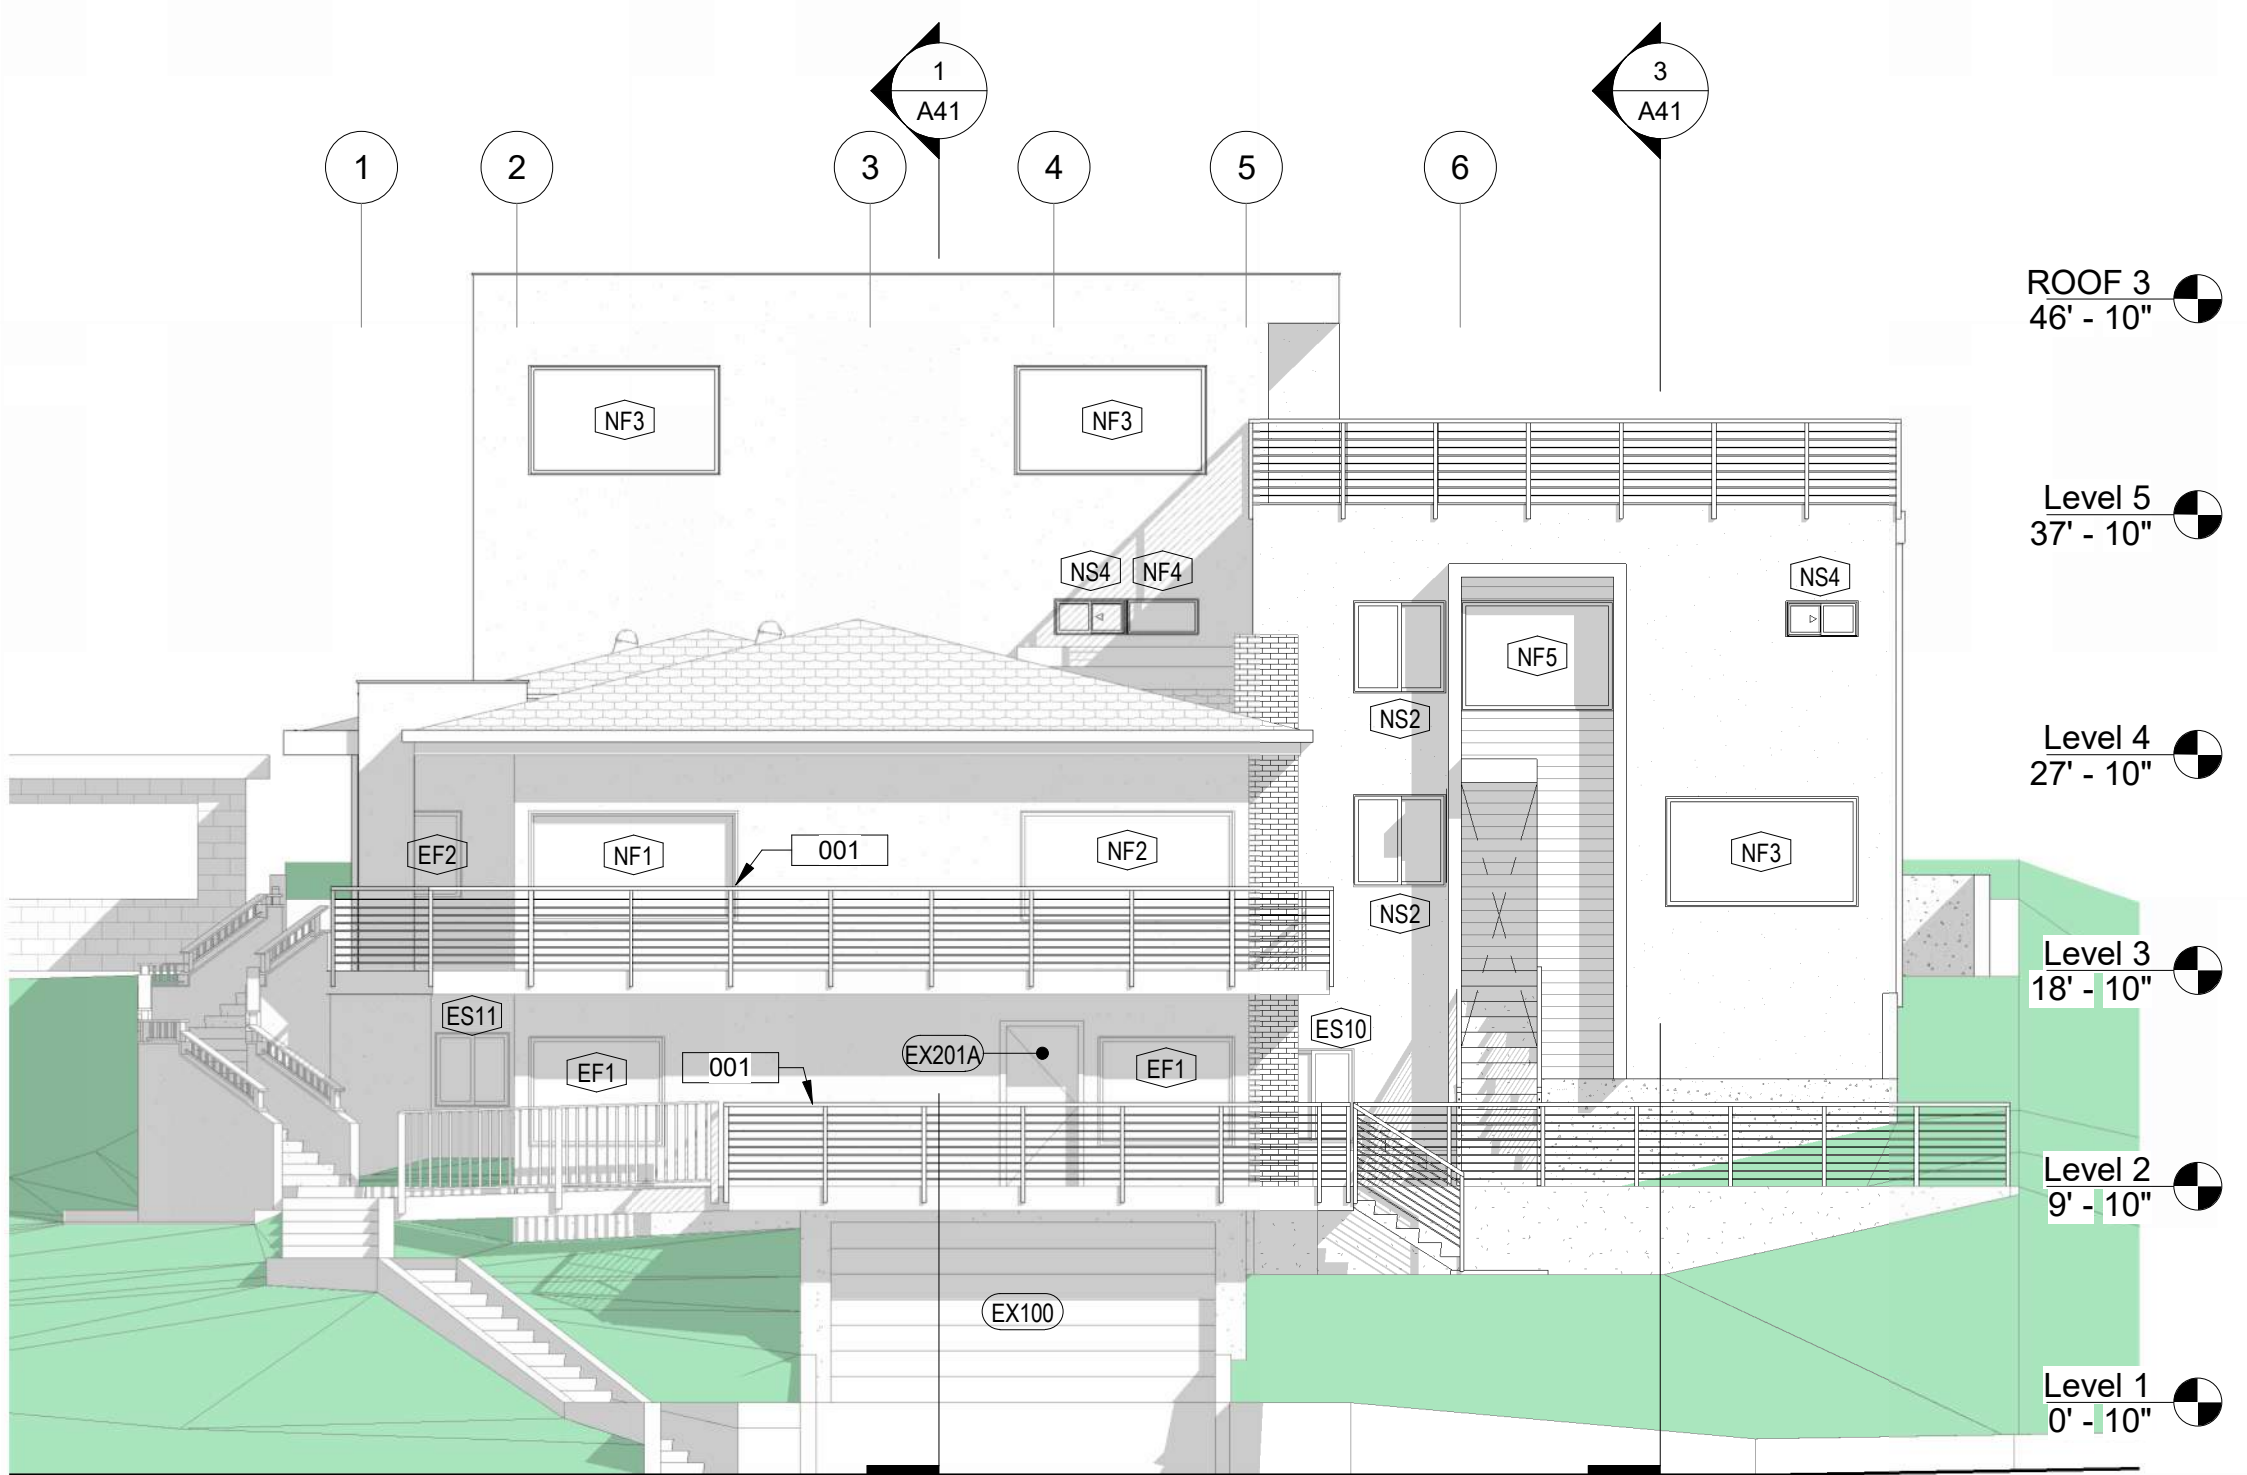 1
A41
3
A41
1
2
3
4
5
6
ROOF 3
46' - 10"
NF3
NF3
Level 5
37' - 10"
NS4
NF4
NS4
NF5
NS2
Level 4
27' - 10"
EF2
NF1
001
NF2
NF3
NS2
Level 3
18' - 10"
ES11
ES10
EF1
001
EX201A
EF1
Level 2
9' - 10"
EX100
Level 1
0' - 10"